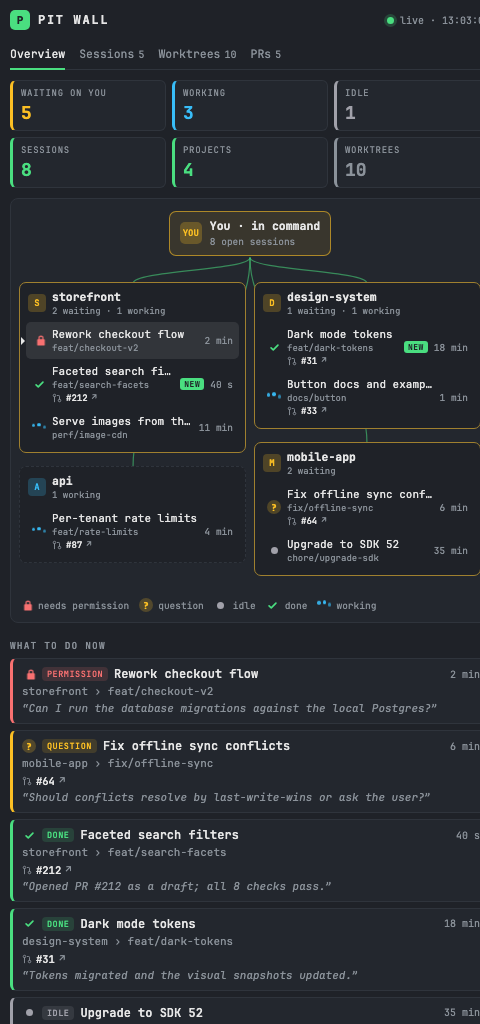 P PIT WALL
live · 13:03:0
Overview Sessions 5 Worktrees 10 PRs 5
WAITING ON YOU
5
WORKING
3
IDLE
1
SESSIONS
8
PROJECTS
4
WORKTREES
10
YOU
You · in command
8 open sessions
S
storefront
2 waiting · 1 working
Rework checkout flow
feat/checkout-v2
2 min
Faceted search fi…
feat/search-facets
NEW 40 s
#212 ↗
Serve images from th…
perf/image-cdn
11 min
A
api
1 working
Per-tenant rate limits
feat/rate-limits
4 min
#87 ↗
D
design-system
1 waiting · 1 working
Dark mode tokens
feat/dark-tokens
NEW 18 min
#31 ↗
Button docs and examp…
docs/button
1 min
#33 ↗
M
mobile-app
2 waiting
? Fix offline sync conf…
fix/offline-sync
6 min
#64 ↗
Upgrade to SDK 52
chore/upgrade-sdk
35 min
needs permission ? question idle done working
WHAT TO DO NOW
PERMISSION Rework checkout flow 2 min
storefront › feat/checkout-v2
“Can I run the database migrations against the local Postgres?”
? QUESTION Fix offline sync conflicts 6 min
mobile-app › fix/offline-sync
#64 ↗
“Should conflicts resolve by last-write-wins or ask the user?”
DONE Faceted search filters 40 s
storefront › feat/search-facets
#212 ↗
“Opened PR #212 as a draft; all 8 checks pass.”
DONE Dark mode tokens 18 min
design-system › feat/dark-tokens
#31 ↗
“Tokens migrated and the visual snapshots updated.”
IDLE Upgrade to SDK 52 35 min